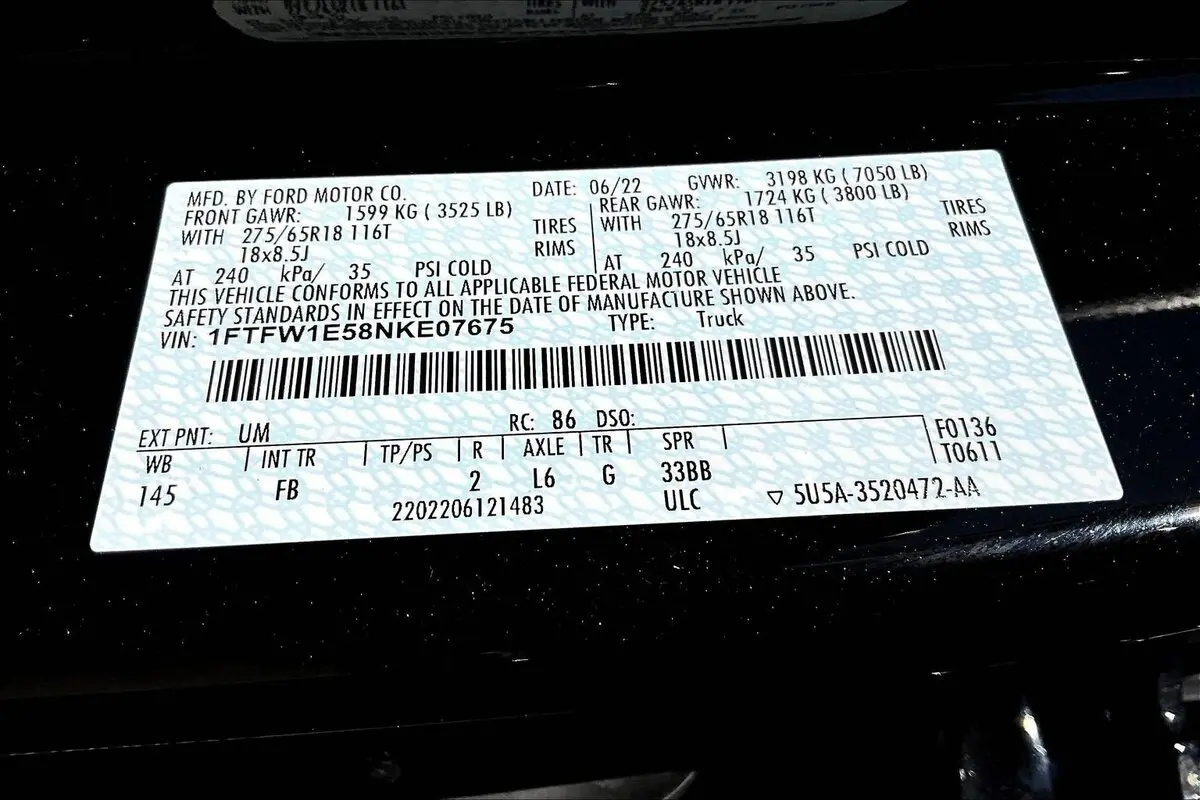 MFD. BY FORD MOTOR CO. DATE: 06/22 GVWR: 3198 KG ( 7050 LB)
FRONT GAWR: 1599 KG ( 3525 LB) REAR GAWR: 1724 KG ( 3800 LB)
WITH 275/65R18 116T TIRES WITH 275/65R18 116T TIRES
18x8.5J RIMS 18x8.5J RIMS
AT 240 kPa/ 35 PSI COLD AT 240 kPa/ 35 PSI COLD
THIS VEHICLE CONFORMS TO ALL APPLICABLE FEDERAL MOTOR VEHICLE
SAFETY STANDARDS IN EFFECT ON THE DATE OF MANUFACTURE SHOWN ABOVE.
VIN: 1FTFW1E58NKE07675 TYPE: Truck
EXT PNT: UM RC: 86 DSO:
WB INT TR TP/PS R AXLE TR SPR F0136
145 FB 2 L6 G 33BB T0611
2202206121483 ULC ▽ 5U5A-3520472-AA